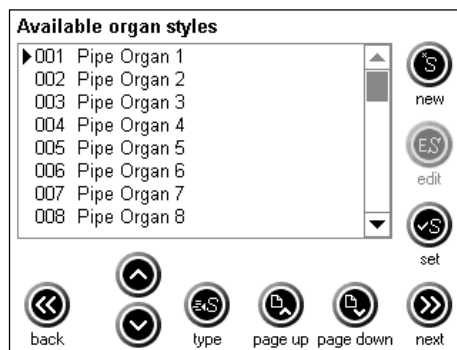 Available organ styles
001 Pipe Organ 1
002 Pipe Organ 2
003 Pipe Organ 3
004 Pipe Organ 4
005 Pipe Organ 5
006 Pipe Organ 6
007 Pipe Organ 7
008 Pipe Organ 8
S
new
ES
edit
S
set
S
back
type
page up
page down
next